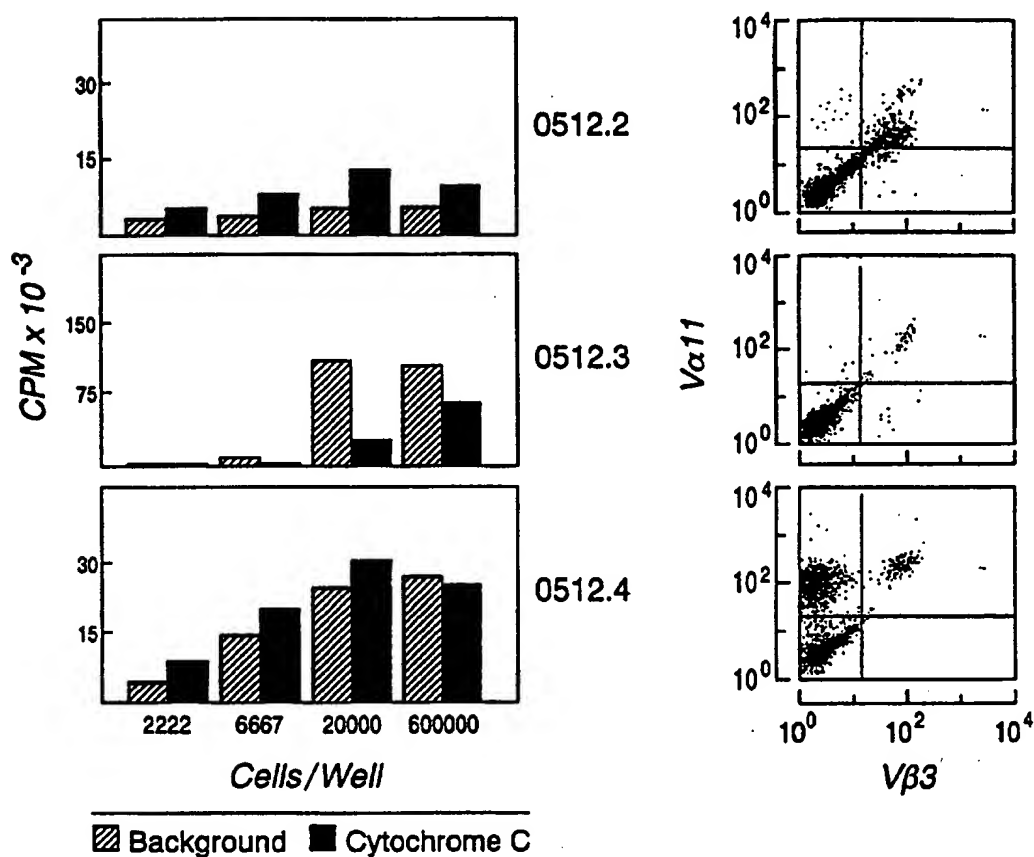 30
15
0512.2
CPM x 10⁻³
150
75
0512.3
30
15
0512.4
2222 6667 20000 600000
Cells/Well
Background Cytochrome C
10⁴
10²
10⁰
Vα11
10⁴
10²
10⁰
10⁴
10²
10⁰
10⁰ 10² 10⁴
Vβ3